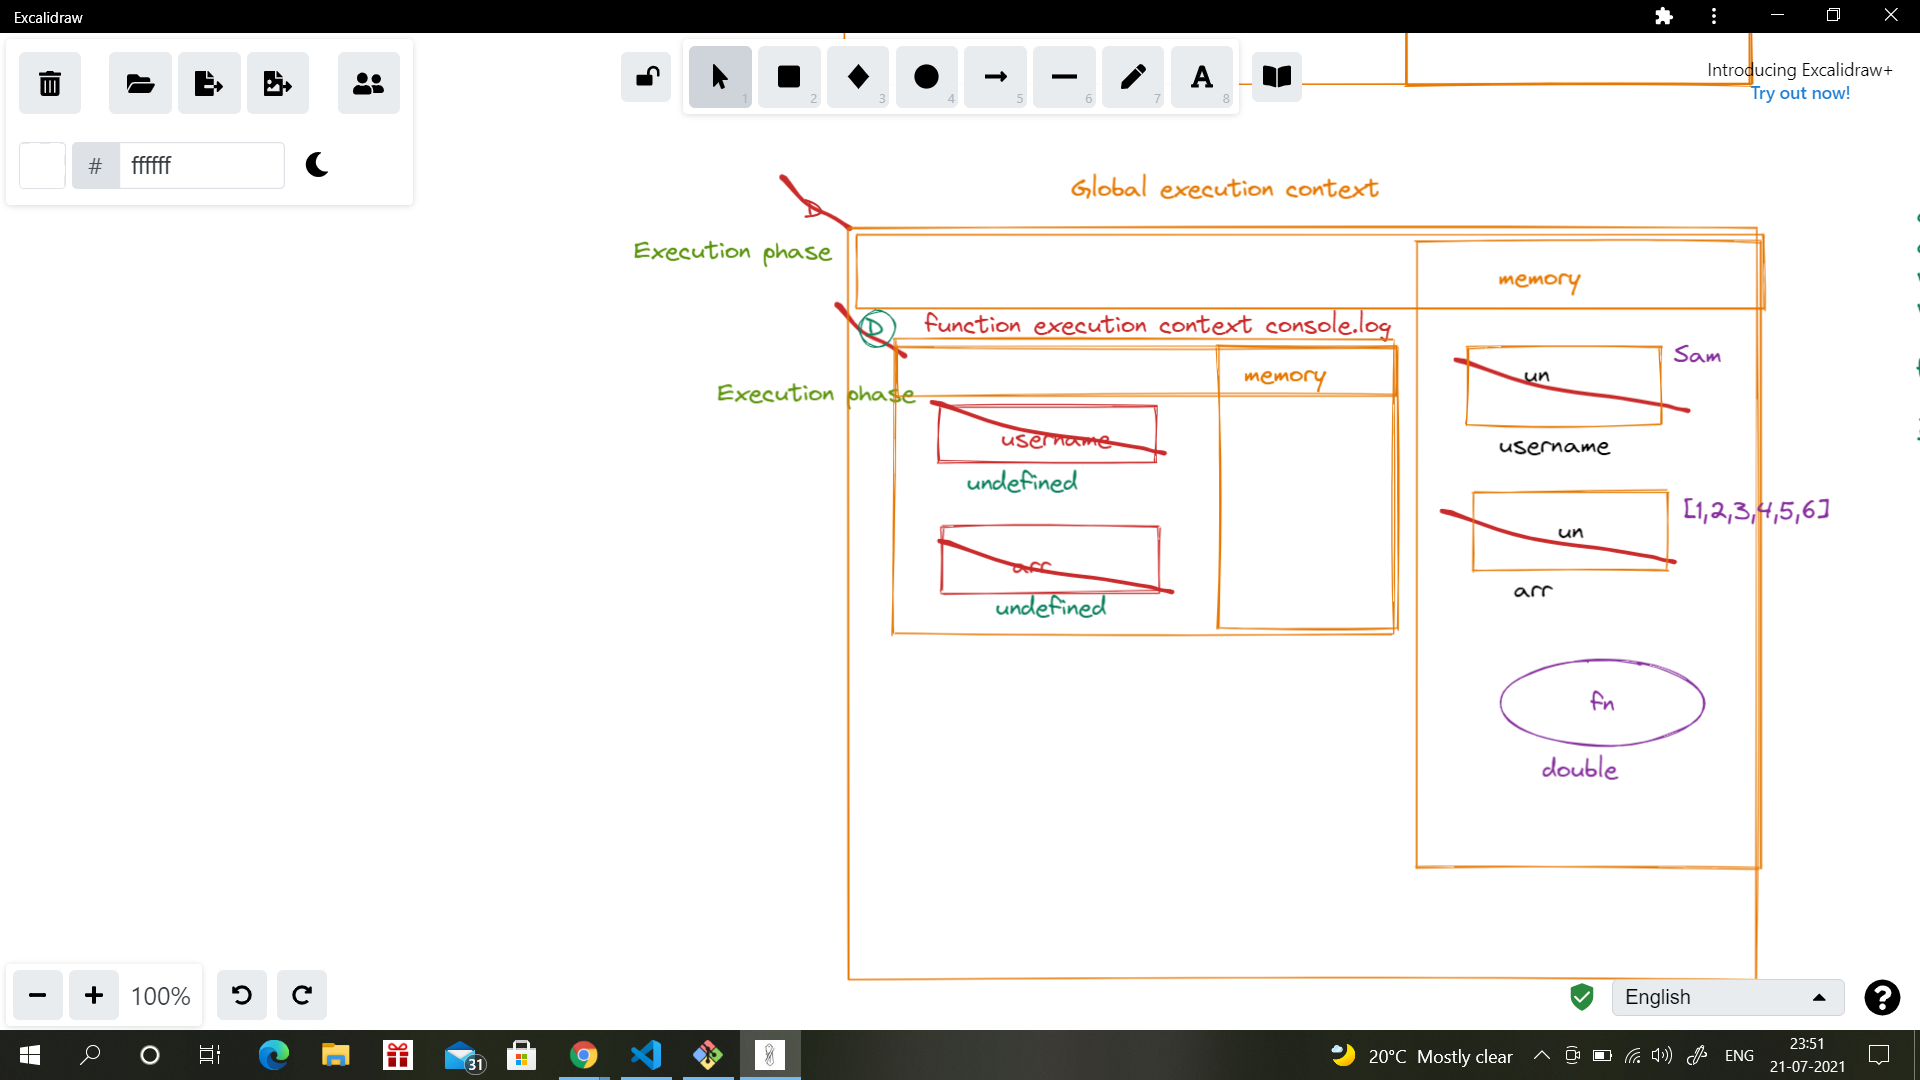 Excalidraw
1
2
3
4
5
6
7
A
8
Introducing Excalidraw+
Try out now!
# ffffff
Global execution context
D
Execution phase
memory
D
function execution context console.log
Sam
memory
un
Execution phase
username
username
undefined
[1,2,3,4,5,6]
un
arr
arr
undefined
fn
double
100%
English
31
20°C Mostly clear
ENG
23:51
21-07-2021